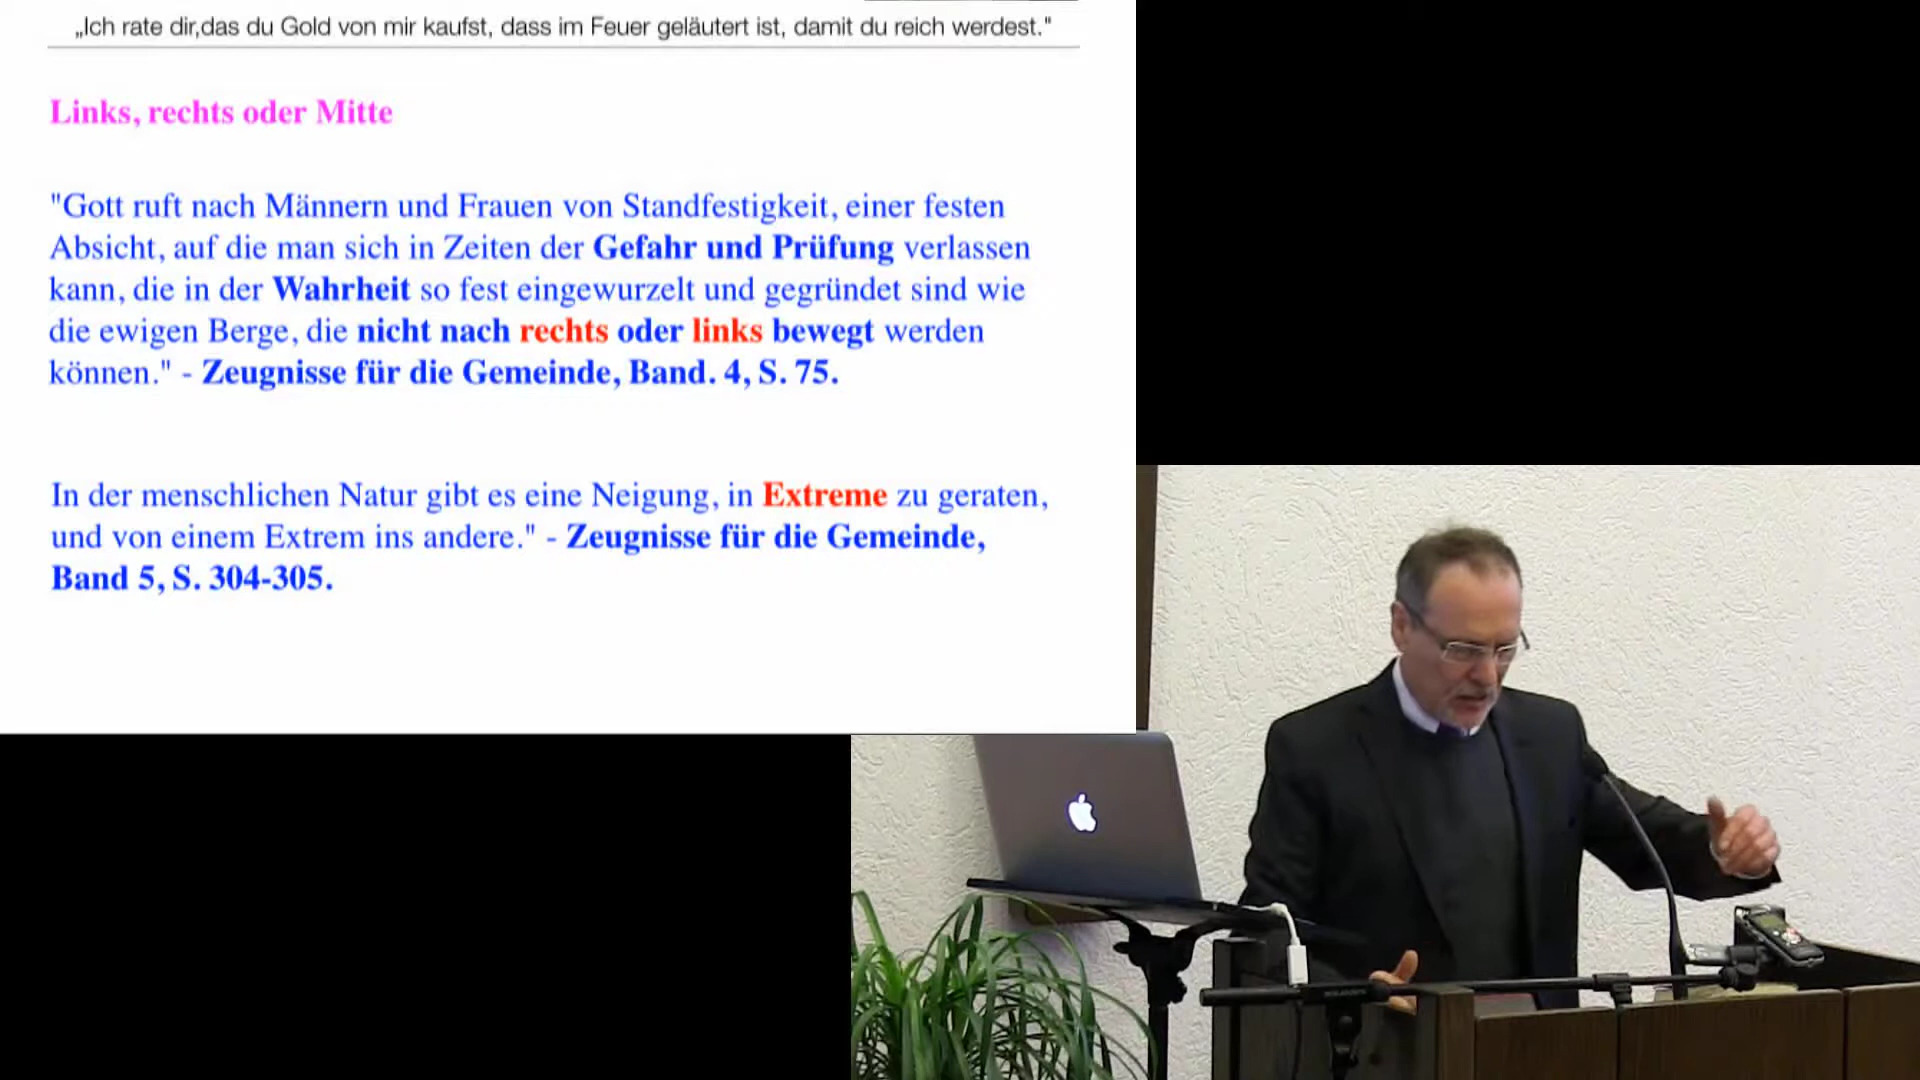 „Ich rate dir,das du Gold von mir kaufst, dass im Feuer geläutert ist, damit du reich werdest."
Links, rechts oder Mitte
"Gott ruft nach Männern und Frauen von Standfestigkeit, einer festen
Absicht, auf die man sich in Zeiten der Gefahr und Prüfung verlassen
kann, die in der Wahrheit so fest eingewurzelt und gegründet sind wie
die ewigen Berge, die nicht nach rechts oder links bewegt werden
können." - Zeugnisse für die Gemeinde, Band. 4, S. 75.
In der menschlichen Natur gibt es eine Neigung, in Extreme zu geraten,
und von einem Extrem ins andere." - Zeugnisse für die Gemeinde,
Band 5, S. 304-305.